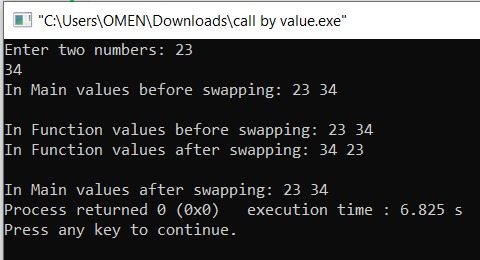 "C:\Users\OMEN\Downloads\call by value.exe"
Enter two numbers: 23
34
In Main values before swapping: 23 34
In Function values before swapping: 23 34
In Function values after swapping: 34 23
In Main values after swapping: 23 34
Process returned 0 (0x0)   execution time : 6.825 s
Press any key to continue.